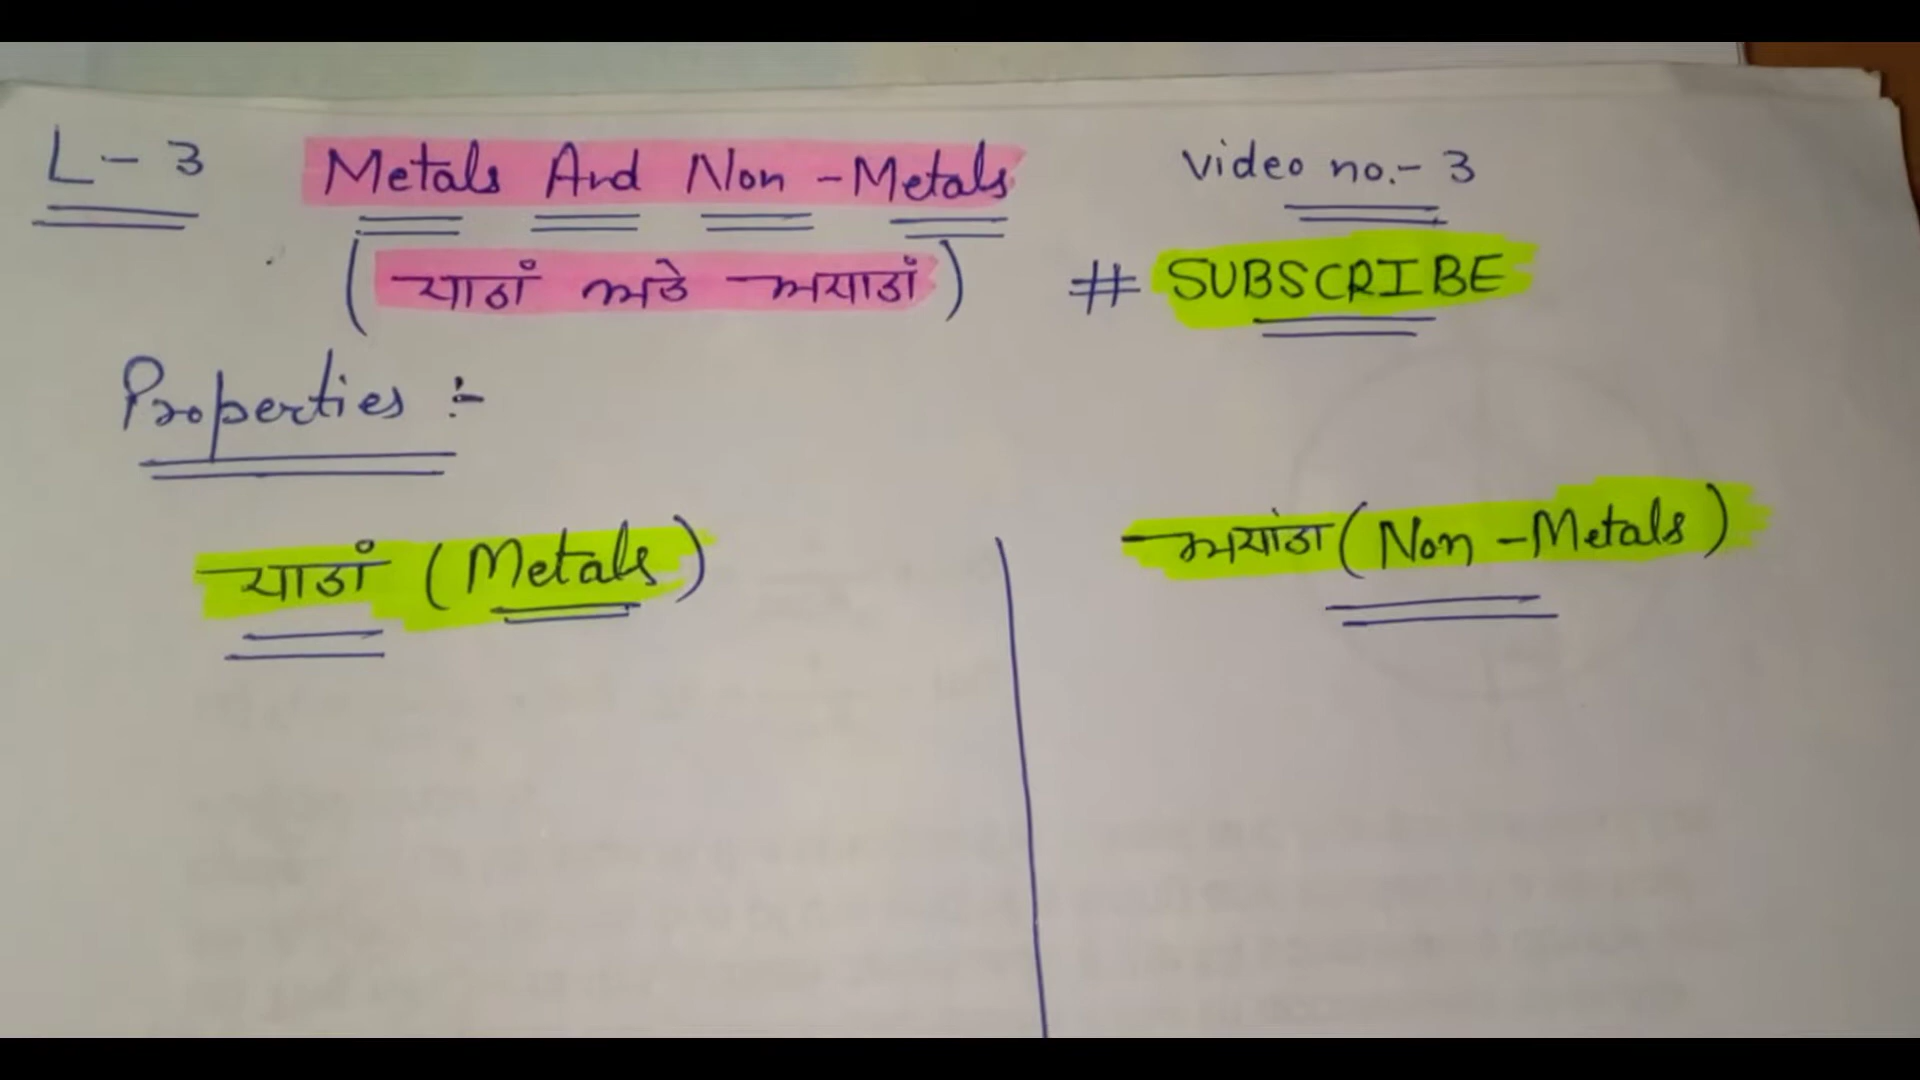 L - 3 Metals And Non - Metals Video no.- 3
(ਧਾਤਾਂ ਅਤੇ ਅਧਾਤਾਂ) # SUBSCRIBE
Properties :-
ਧਾਤਾਂ (Metals) ਅਧਾਂਤਾ (Non - Metals)